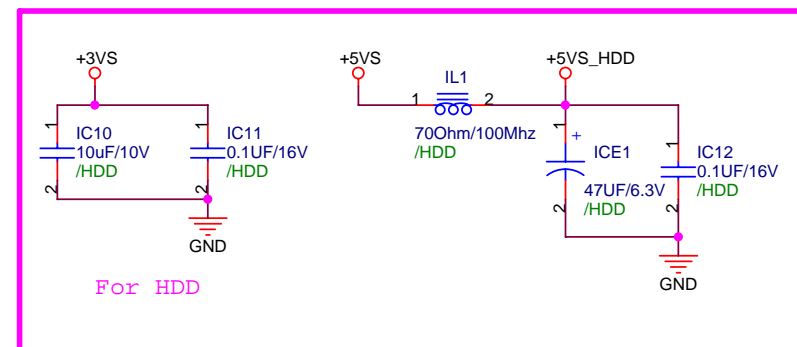 +3VS
1
1
IC10
10uF/10V
/HDD
IC11
0.1UF/16V
/HDD
2
2
GND
For HDD
+5VS
+5VS_HDD
IL1
1
2
70Ohm/100Mhz
/HDD
1
+
ICE1
47UF/6.3V
/HDD
2
1
IC12
0.1UF/16V
/HDD
2
GND